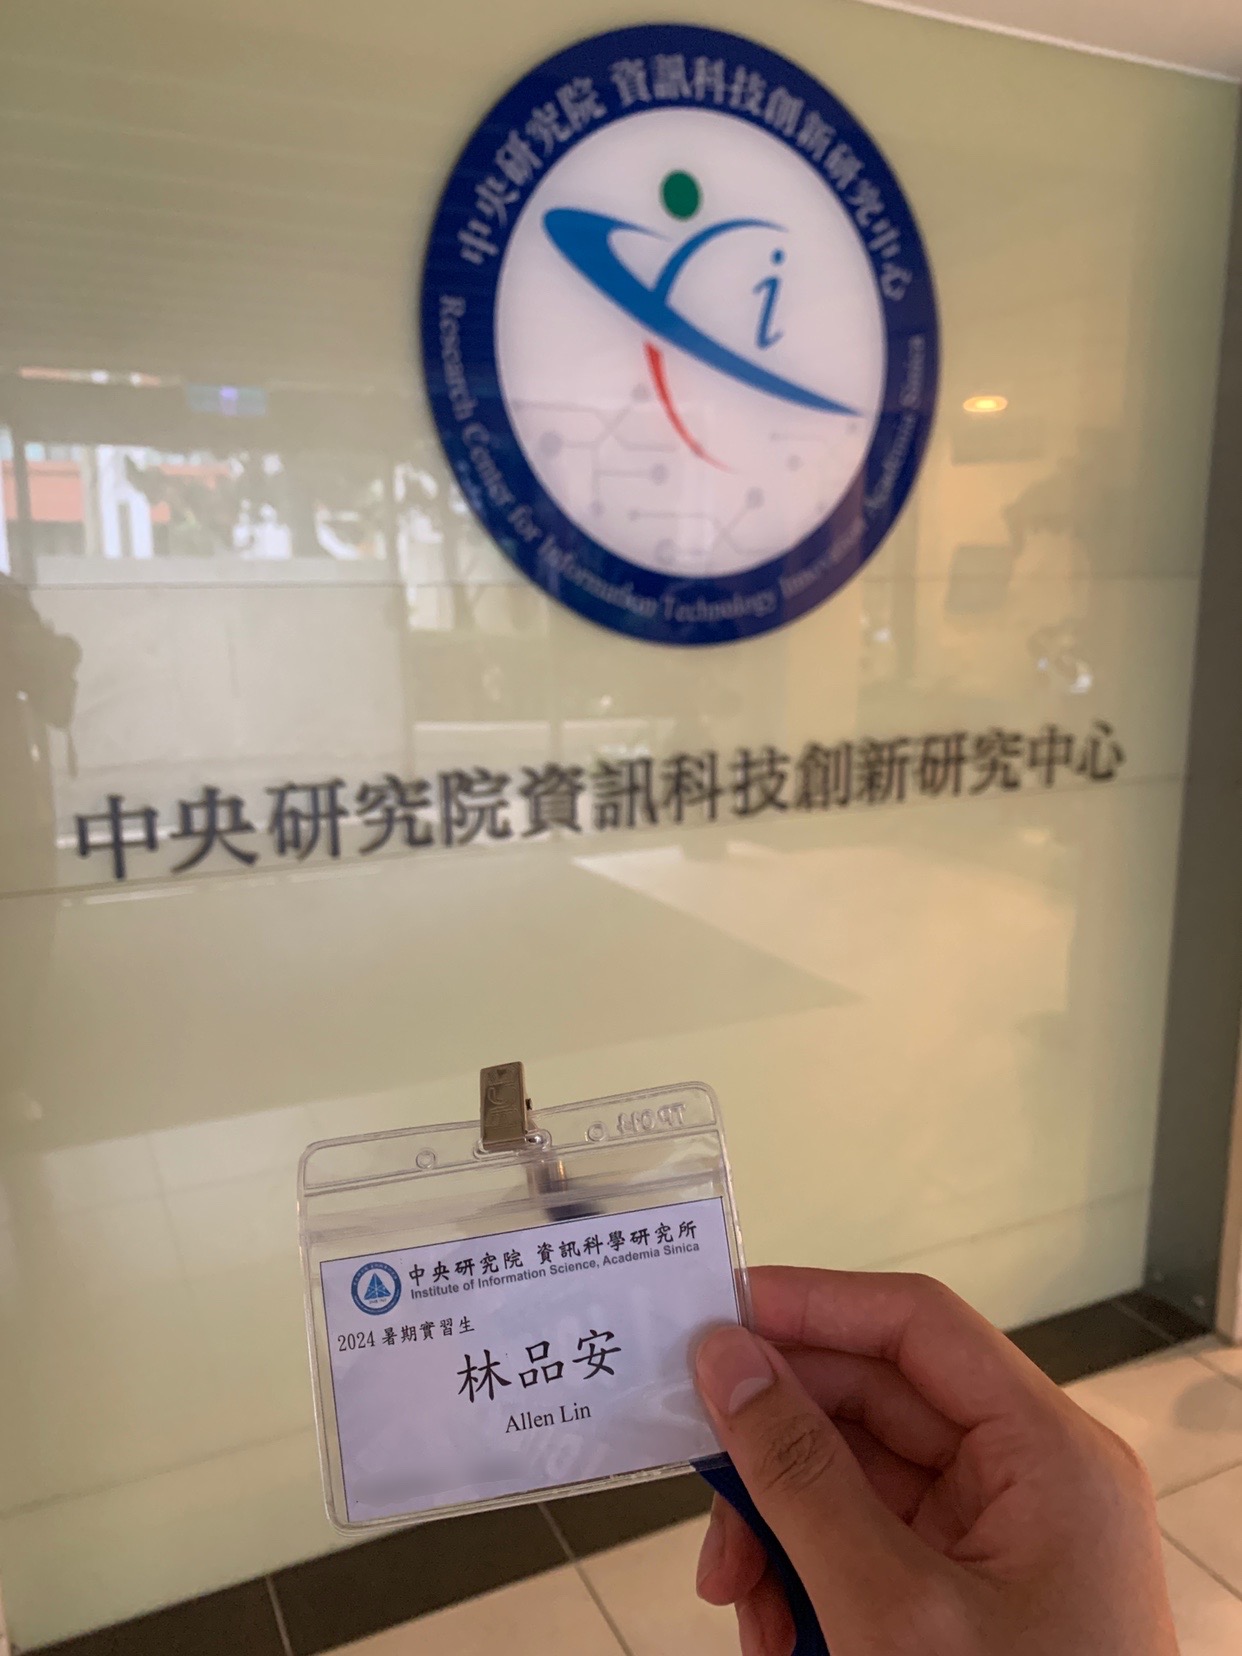 中央研究院 資訊科技創新研究中心
Research Center for Information Technology Innovation Academia Sinica
i
中央研究院資訊科技創新研究中心
中央研究院 資訊科學研究所
Institute of Information Science, Academia Sinica
2024 暑期實習生
林品安
Allen Lin